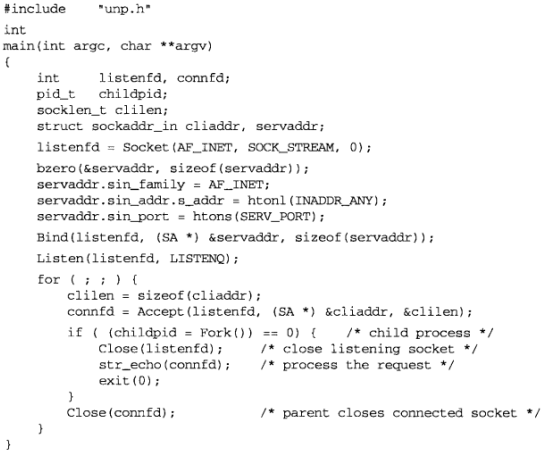 #include    "unp.h"
int
main(int argc, char **argv)
{
    int     listenfd, connfd;
    pid_t   childpid;
    socklen_t clilen;
    struct sockaddr_in cliaddr, servaddr;
    listenfd = Socket(AF_INET, SOCK_STREAM, 0);
    bzero(&servaddr, sizeof(servaddr));
    servaddr.sin_family = AF_INET;
    servaddr.sin_addr.s_addr = htonl(INADDR_ANY);
    servaddr.sin_port = htons(SERV_PORT);
    Bind(listenfd, (SA *) &servaddr, sizeof(servaddr));
    Listen(listenfd, LISTENQ);
    for ( ; ; ) {
        clilen = sizeof(cliaddr);
        connfd = Accept(listenfd, (SA *) &cliaddr, &clilen);
        if ( (childpid = Fork()) == 0) {    /* child process */
            Close(listenfd);     /* close listening socket */
            str_echo(connfd);    /* process the request */
            exit(0);
        }
        Close(connfd);           /* parent closes connected socket */
    }
}